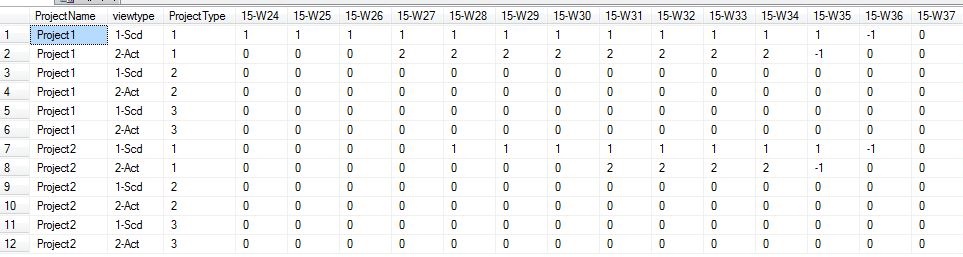 ProjectName viewtype ProjectType 15-W24 15-W25 15-W26 15-W27 15-W28 15-W29 15-W30 15-W31 15-W32 15-W33 15-W34 15-W35 15-W36 15-W37
1 Project1 1-Scd 1 1 1 1 1 1 1 1 1 1 1 1 1 -1 0
2 Project1 2-Act 1 0 0 0 2 2 2 2 2 2 2 2 -1 0 0
3 Project1 1-Scd 2 0 0 0 0 0 0 0 0 0 0 0 0 0 0
4 Project1 2-Act 2 0 0 0 0 0 0 0 0 0 0 0 0 0 0
5 Project1 1-Scd 3 0 0 0 0 0 0 0 0 0 0 0 0 0 0
6 Project1 2-Act 3 0 0 0 0 0 0 0 0 0 0 0 0 0 0
7 Project2 1-Scd 1 0 0 0 0 1 1 1 1 1 1 1 1 -1 0
8 Project2 2-Act 1 0 0 0 0 0 0 0 2 2 2 2 -1 0 0
9 Project2 1-Scd 2 0 0 0 0 0 0 0 0 0 0 0 0 0 0
10 Project2 2-Act 2 0 0 0 0 0 0 0 0 0 0 0 0 0 0
11 Project2 1-Scd 3 0 0 0 0 0 0 0 0 0 0 0 0 0 0
12 Project2 2-Act 3 0 0 0 0 0 0 0 0 0 0 0 0 0 0